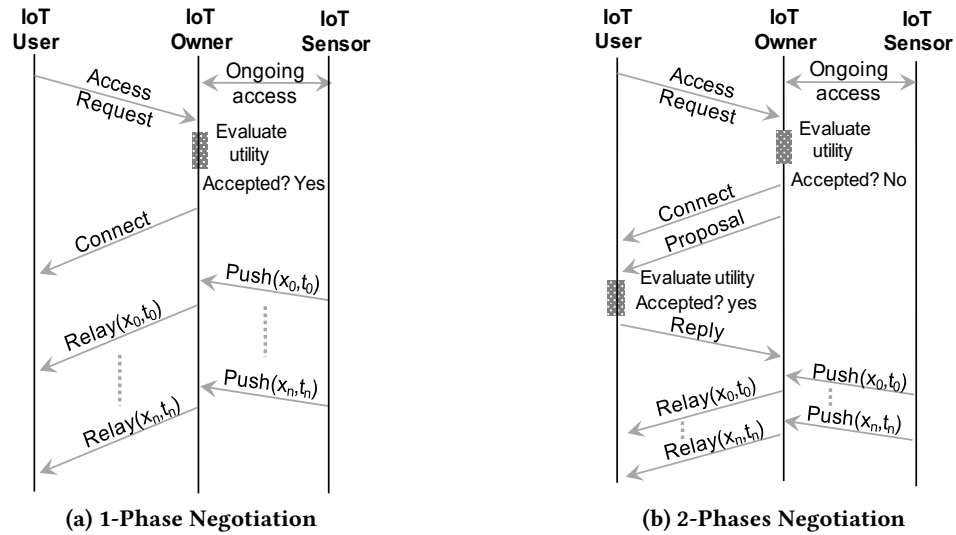 IoT
User
IoT
Owner
IoT
Sensor
Access
Request
Ongoing
access
Evaluate
utility
Accepted? Yes
Connect
Push(x0,t0)
Relay(x0,t0)
Push(xn,tn)
Relay(xn,tn)
(a) 1-Phase Negotiation
IoT
User
IoT
Owner
IoT
Sensor
Access
Request
Ongoing
access
Evaluate
utility
Accepted? No
Connect
Proposal
Evaluate utility
Accepted? yes
Reply
Push(x0,t0)
Relay(x0,t0)
Push(xn,tn)
Relay(xn,tn)
(b) 2-Phases Negotiation